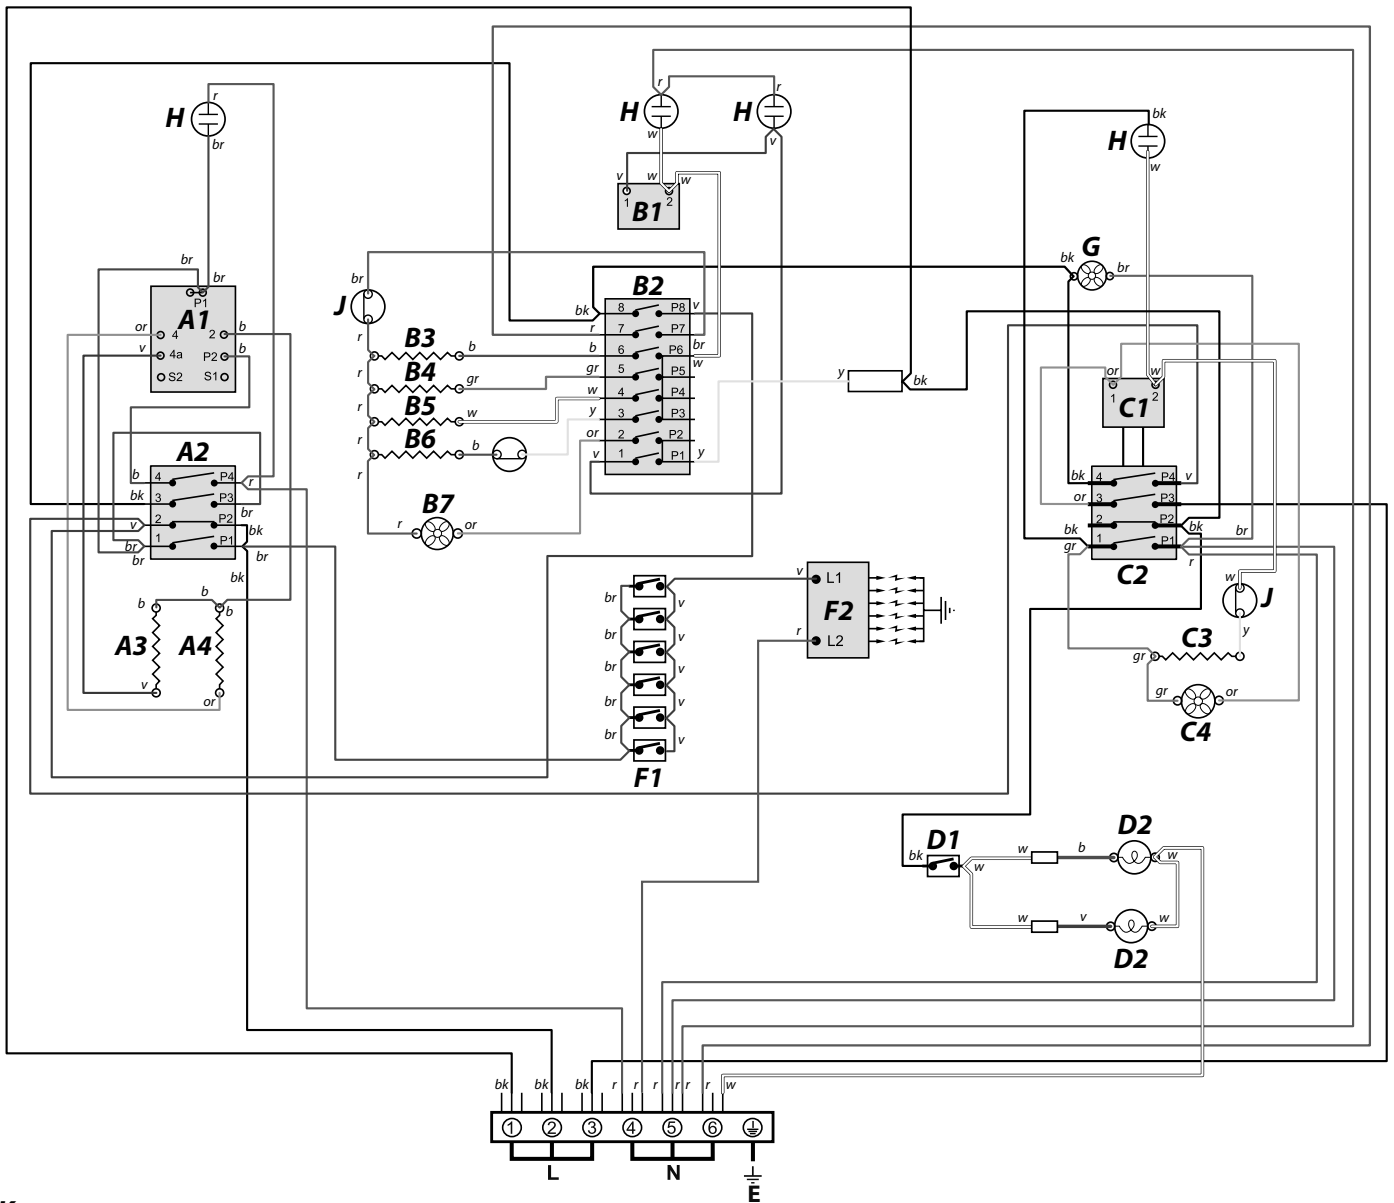 bk
r
r
r
H
H
H
H
bk
br
w
v
w
v
w
w
1
2
B1
G
bk
br
br
br
P1
A1
or
4
2
b
v
4a
P2
b
S2
S1
br
J
B2
bk
8
P8
v
r
r
7
P7
B3
b
b
6
P6
br
w
r
B4
gr
gr
5
P5
y
bk
r
B5
w
w
4
P4
B6
y
3
P3
r
b
or
2
P2
r
v
1
P1
y
or
w
1
2
C1
A2
b
4
P4
r
bk
3
P3
br
v
2
P2
bk
br
1
P1
br
br
bk
B7
r
or
bk
4
P4
v
or
3
P3
bk
2
P2
bk
br
gr
1
P1
r
C2
b
b
b
A3
A4
v
or
v
L1
F2
r
L2
br
v
br
v
br
v
br
v
br
v
F1
w
J
y
C3
gr
gr
or
C4
D1
D2
bk
w
w
b
w
w
v
w
D2
bk
bk
bk
r
r
r
r
r
r
w
1
2
3
4
5
6
L
N
E